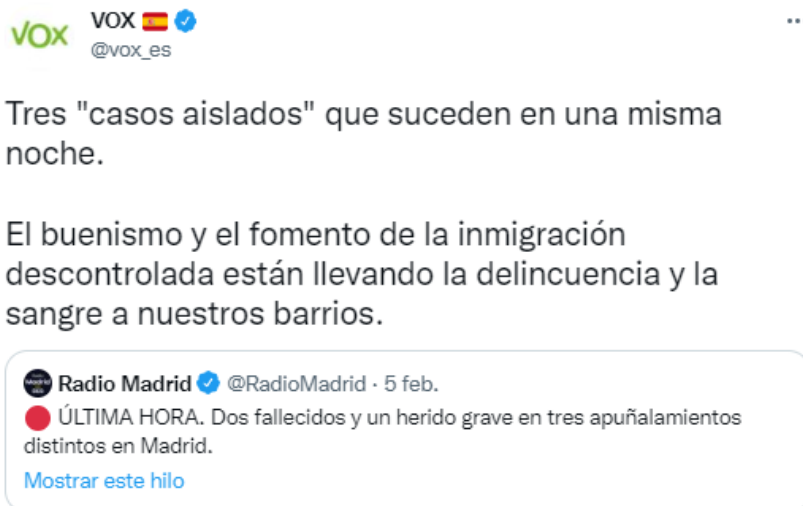 VOX
VOX
@vox_es
Tres "casos aislados" que suceden en una misma
noche.
El buenismo y el fomento de la inmigración
descontrolada están llevando la delincuencia y la
sangre a nuestros barrios.
Radio Madrid @RadioMadrid · 5 feb.
ÚLTIMA HORA. Dos fallecidos y un herido grave en tres apuñalamientos
distintos en Madrid.
Mostrar este hilo